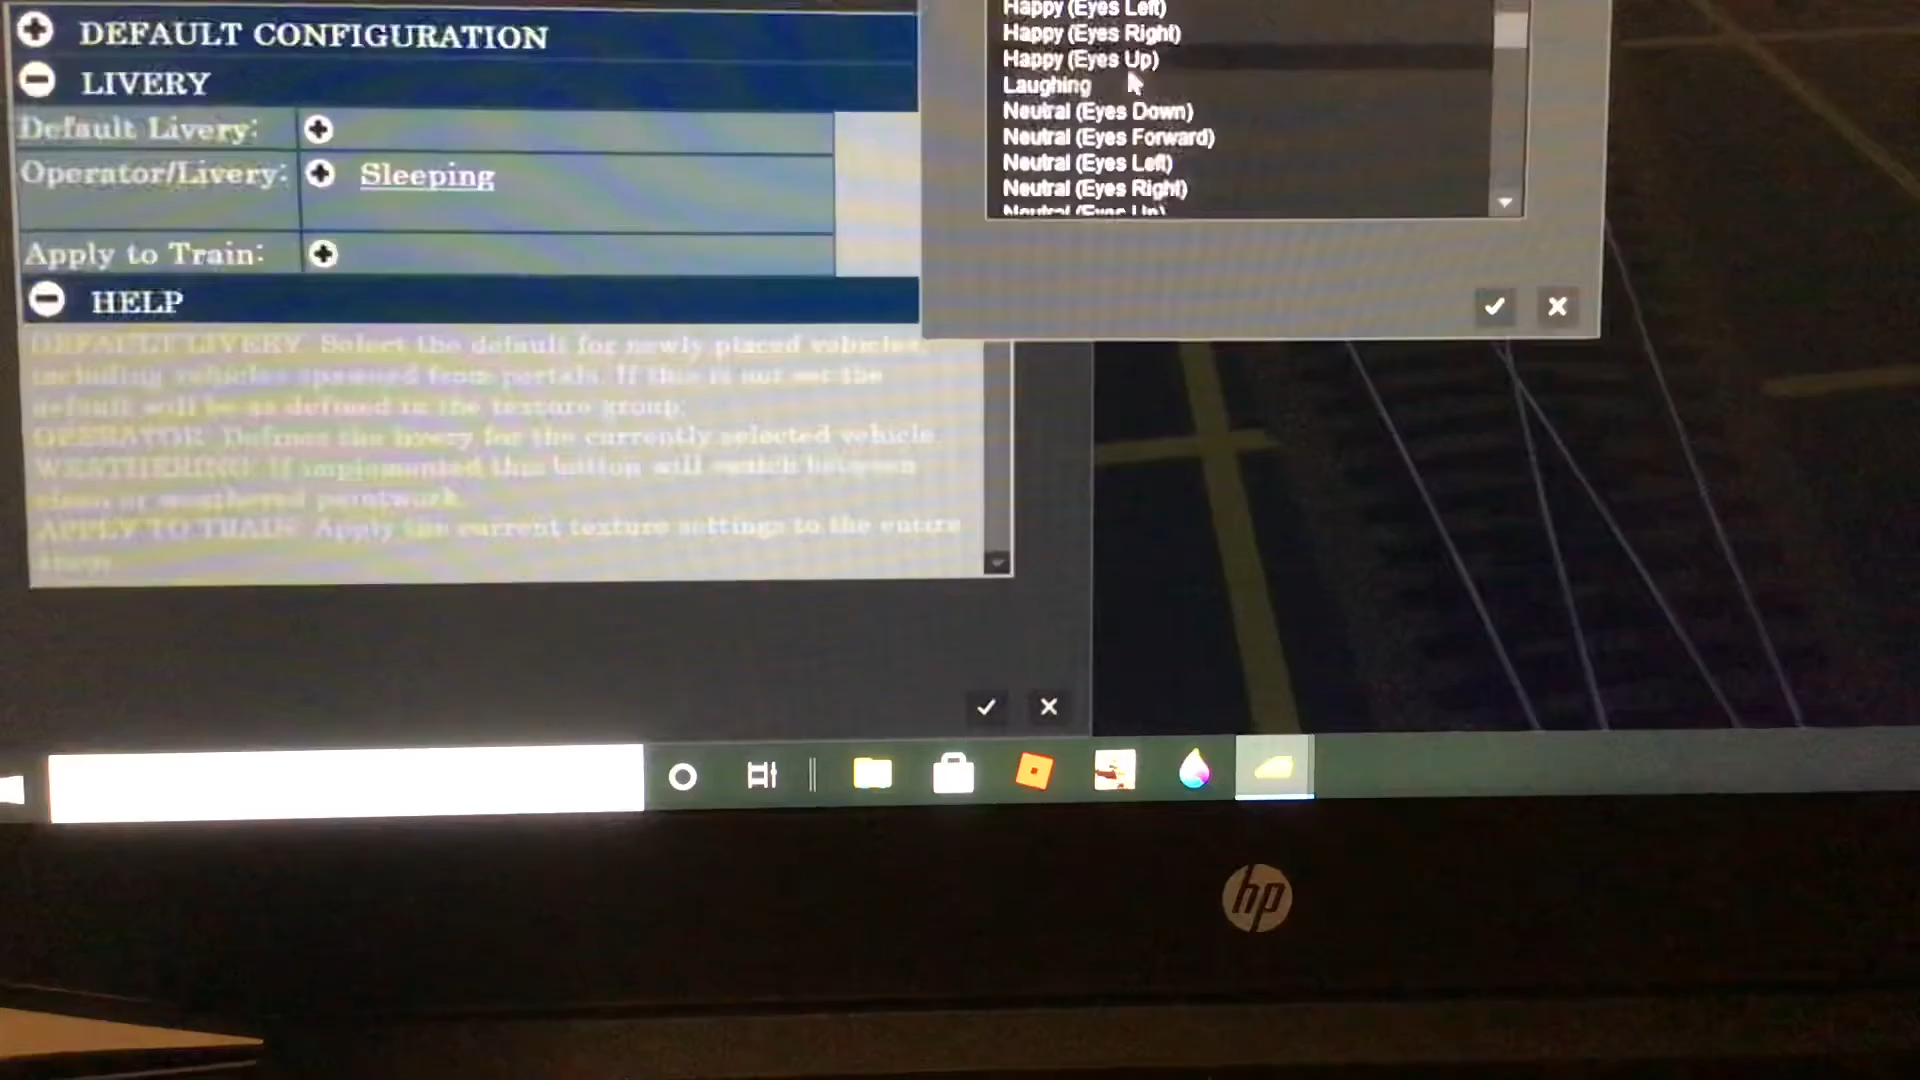 DEFAULT CONFIGURATION
LIVERY
Default Livery:
Operator/Livery: Sleeping
Apply to Train:
HELP
DEFAULT LIVERY: Select the default for newly placed vehicles,
including vehicles spawned from portals. If this is not set the
default will be as defined in the texture group.
OPERATOR: Defines the livery for the currently selected vehicle.
WEATHERING: If implemented this button will switch between
clean or weathered paintwork.
APPLY TO TRAIN: Apply the current texture settings to the entire
Happy (Eyes Left)
Happy (Eyes Right)
Happy (Eyes Up)
Laughing
Neutral (Eyes Down)
Neutral (Eyes Forward)
Neutral (Eyes Left)
Neutral (Eyes Right)
Neutral (Eyes Up)
hp